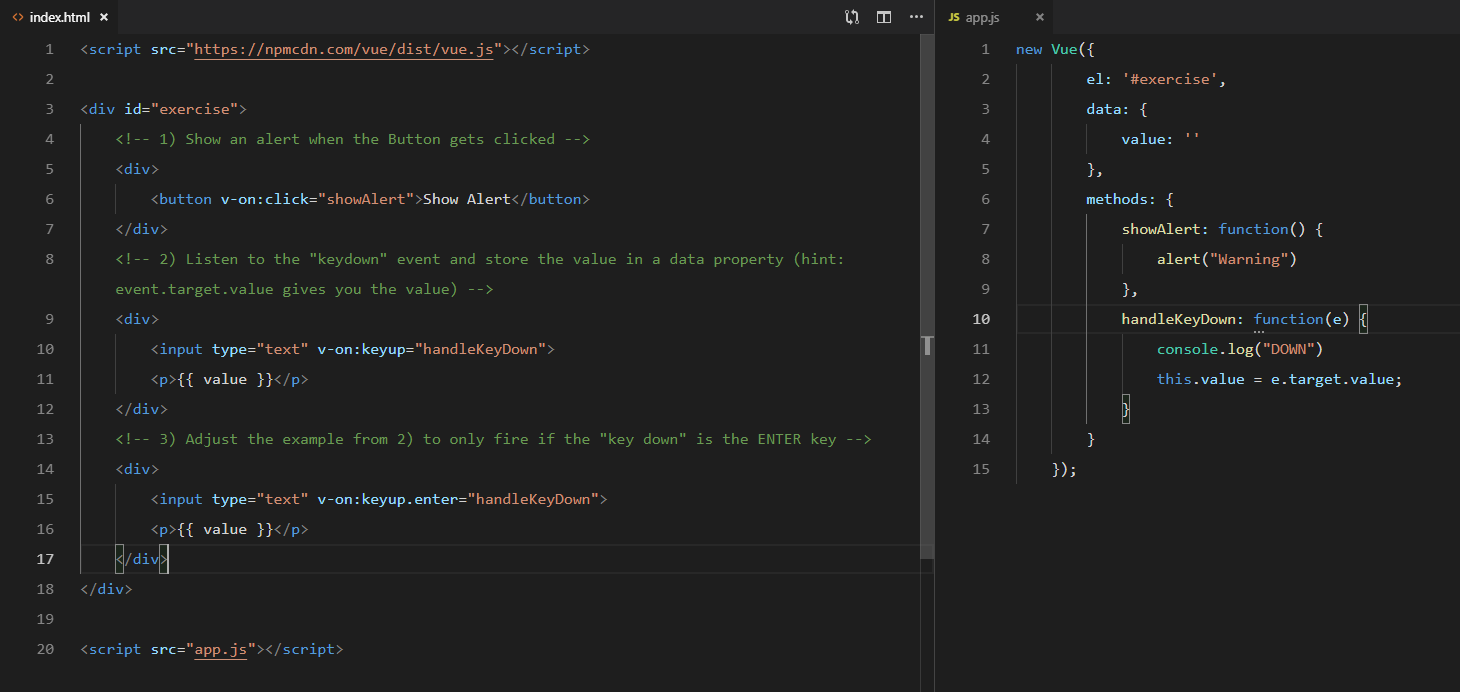 index.html
1 <script src="https://npmcdn.com/vue/dist/vue.js"></script>
2
3 <div id="exercise">
4     <!-- 1) Show an alert when the Button gets clicked -->
5     <div>
6         <button v-on:click="showAlert">Show Alert</button>
7     </div>
8     <!-- 2) Listen to the "keydown" event and store the value in a data property (hint:
    event.target.value gives you the value) -->
9     <div>
10         <input type="text" v-on:keyup="handleKeyDown">
11         <p>{{ value }}</p>
12     </div>
13     <!-- 3) Adjust the example from 2) to only fire if the "key down" is the ENTER key -->
14     <div>
15         <input type="text" v-on:keyup.enter="handleKeyDown">
16         <p>{{ value }}</p>
17     </div>
18 </div>
19
20 <script src="app.js"></script>
JS app.js
1 new Vue({
2         el: '#exercise',
3         data: {
4             value: ''
5         },
6         methods: {
7             showAlert: function() {
8                 alert("Warning")
9             },
10             handleKeyDown: function(e) {
11                 console.log("DOWN")
12                 this.value = e.target.value;
13             }
14         }
15     });